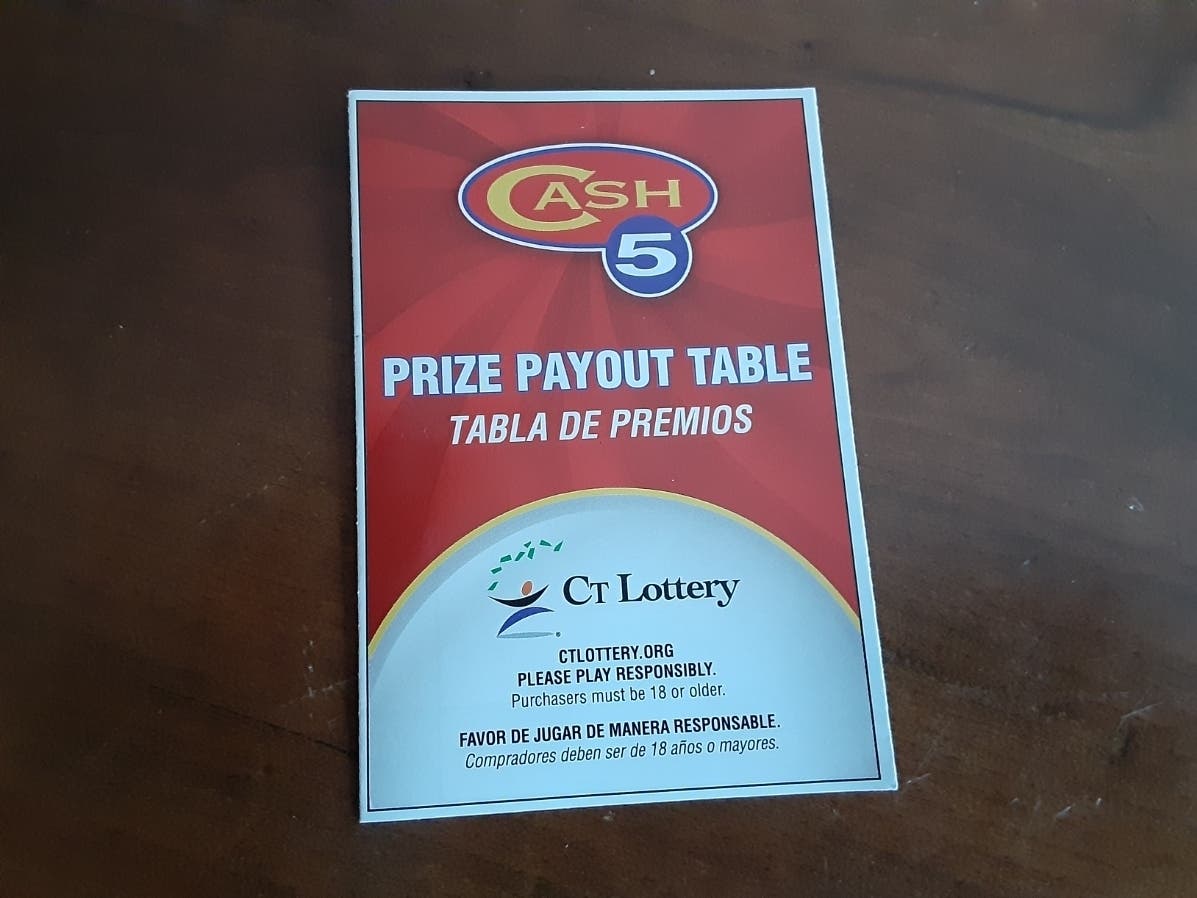 CASH
5
PRIZE PAYOUT TABLE
TABLA DE PREMIOS
CT Lottery
CTLOTTERY.ORG
PLEASE PLAY RESPONSIBLY.
Purchasers must be 18 or older.
FAVOR DE JUGAR DE MANERA RESPONSABLE.
Compradores deben ser de 18 años o mayores.